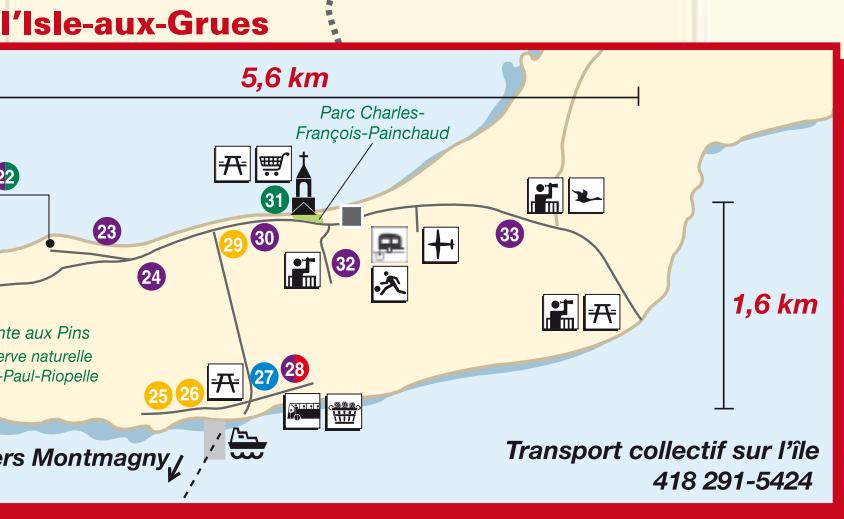 l'Isle-aux-Grues
5,6 km
Parc Charles-
François-Painchaud
22
31
23
29
30
33
32
24
1,6 km
nte aux Pins
erve naturelle
-Paul-Riopelle
27
28
25
26
Transport collectif sur l'île
ers Montmagny
418 291-5424